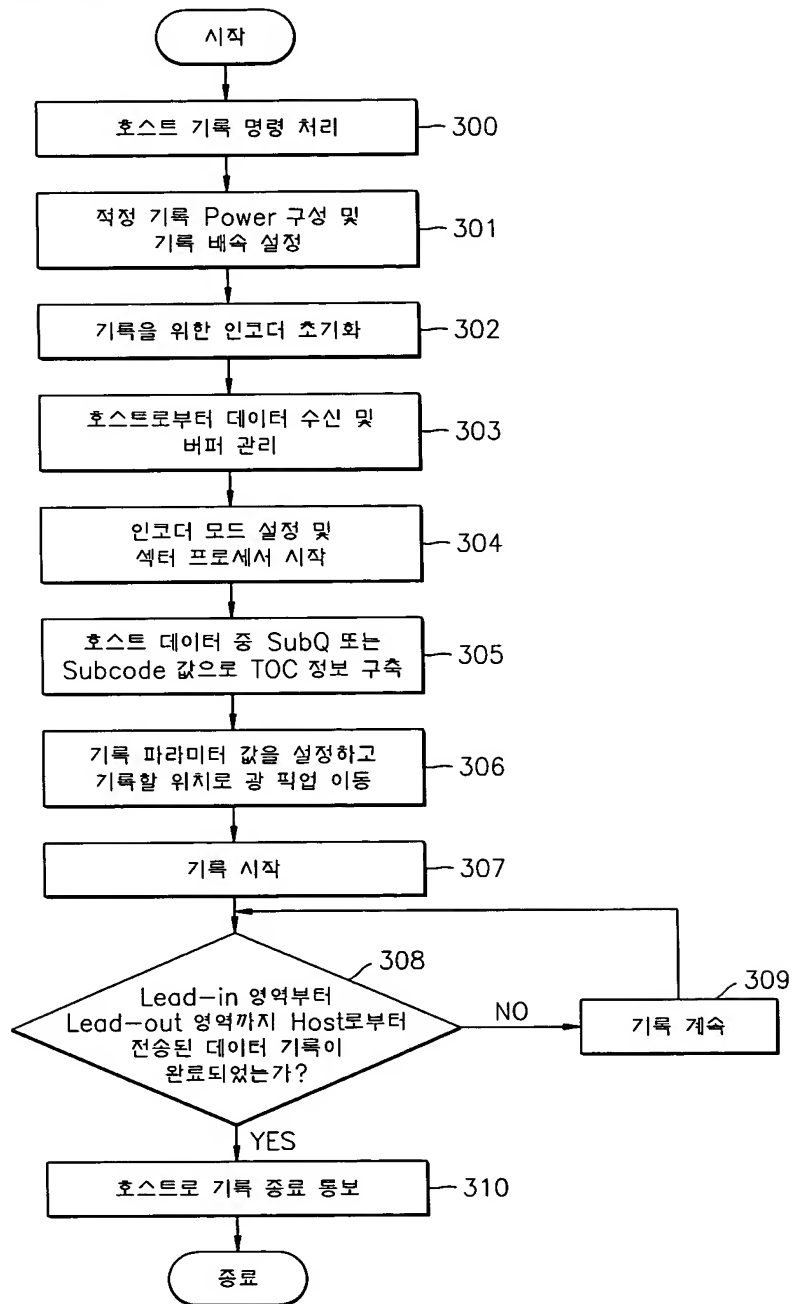 시작
호스트 기록 명령 처리
300
적정 기록 Power 구성 및
기록 배속 설정
301
기록을 위한 인코더 초기화
302
호스트로부터 데이터 수신 및
버퍼 관리
303
인코더 모드 설정 및
섹터 프로세서 시작
304
호스트 데이터 중 SubQ 또는
Subcode 값으로 TOC 정보 구축
305
기록 파라미터 값을 설정하고
기록할 위치로 광 픽업 이동
306
기록 시작
307
308
Lead-in 영역부터
Lead-out 영역까지 Host로부터
전송된 데이터 기록이
완료되었는가?
NO
309
기록 계속
YES
호스트로 기록 종료 통보
310
종료